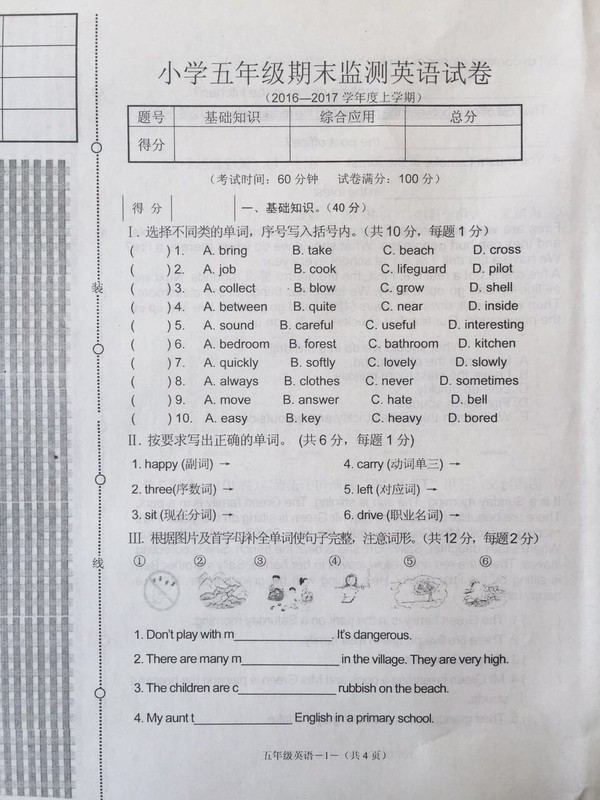 小学五年级期末监测英语试卷
（2016—2017 学年度上学期）
题号 基础知识 综合应用 总分
得分
（考试时间：60 分钟 试卷满分：100 分）
得 分 一、基础知识。（40 分）
Ⅰ. 选择不同类的单词，序号写入括号内。（共 10 分，每题 1 分）
( ) 1. A. bring B. take C. beach D. cross
( ) 2. A. job B. cook C. lifeguard D. pilot
( ) 3. A. collect B. blow C. grow D. shell
( ) 4. A. between B. quite C. near D. inside
( ) 5. A. sound B. careful C. useful D. interesting
( ) 6. A. bedroom B. forest C. bathroom D. kitchen
( ) 7. A. quickly B. softly C. lovely D. slowly
( ) 8. A. always B. clothes C. never D. sometimes
( ) 9. A. move B. answer C. hate D. bell
( ) 10. A. easy B. key C. heavy D. bored
Ⅱ. 按要求写出正确的单词。（共 6 分，每题 1 分）
1. happy (副词) → 4. carry (动词单三) →
2. three(序数词) → 5. left (对应词) →
3. sit (现在分词) → 6. drive (职业名词) →
Ⅲ. 根据图片及首字母补全单词使句子完整，注意词形。（共 12 分，每题 2 分）
① ② ③ ④ ⑤ ⑥
1. Don't play with m________________. It's dangerous.
2. There are many m________________ in the village. They are very high.
3. The children are c________________ rubbish on the beach.
4. My aunt t________________ English in a primary school.
五年级英语－1－（共 4 页）
装
线